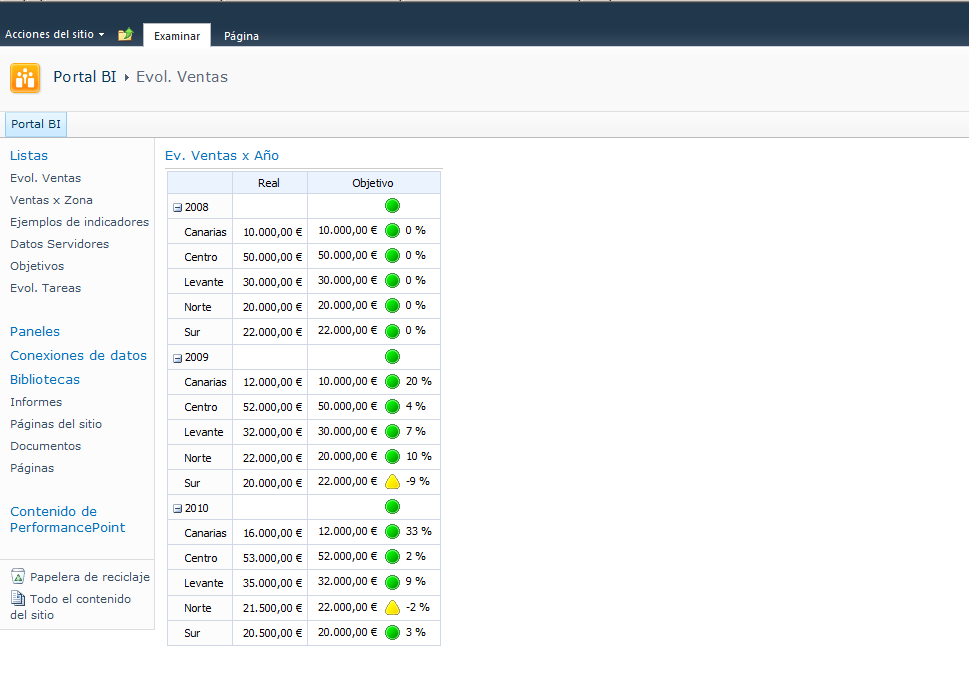 Acciones del sitio
Examinar
Página
Portal BI
Evol. Ventas
Portal BI
Listas
Evol. Ventas
Ventas x Zona
Ejemplos de indicadores
Datos Servidores
Objetivos
Evol. Tareas
Paneles
Conexiones de datos
Bibliotecas
Informes
Páginas del sitio
Documentos
Páginas
Contenido de
PerformancePoint
Papelera de reciclaje
Todo el contenido
del sitio
Ev. Ventas x Año
Real Objetivo
2008
Canarias 10.000,00 € 10.000,00 € 0 %
Centro 50.000,00 € 50.000,00 € 0 %
Levante 30.000,00 € 30.000,00 € 0 %
Norte 20.000,00 € 20.000,00 € 0 %
Sur 22.000,00 € 22.000,00 € 0 %
2009
Canarias 12.000,00 € 10.000,00 € 20 %
Centro 52.000,00 € 50.000,00 € 4 %
Levante 32.000,00 € 30.000,00 € 7 %
Norte 22.000,00 € 20.000,00 € 10 %
Sur 20.000,00 € 22.000,00 € -9 %
2010
Canarias 16.000,00 € 12.000,00 € 33 %
Centro 53.000,00 € 52.000,00 € 2 %
Levante 35.000,00 € 32.000,00 € 9 %
Norte 21.500,00 € 22.000,00 € -2 %
Sur 20.500,00 € 20.000,00 € 3 %